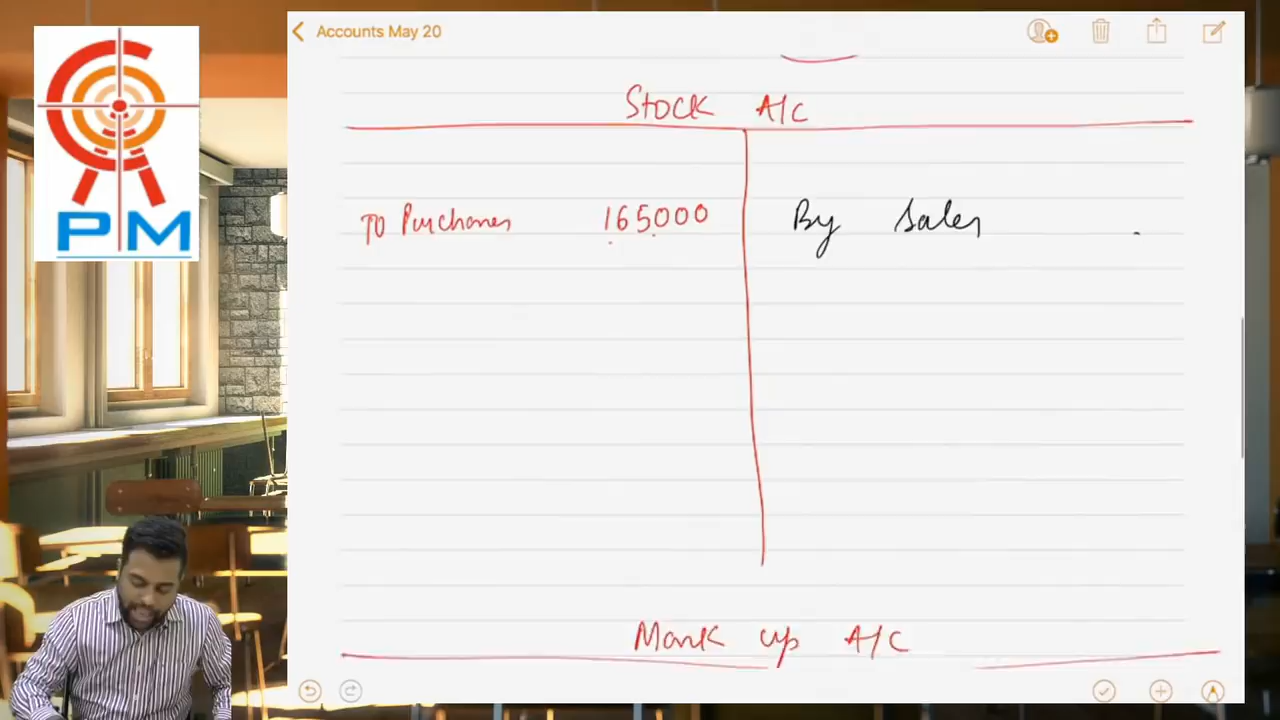 Accounts May 20
PM
Stock A/C
To Purchases 165000 By Sales
Mark up A/C